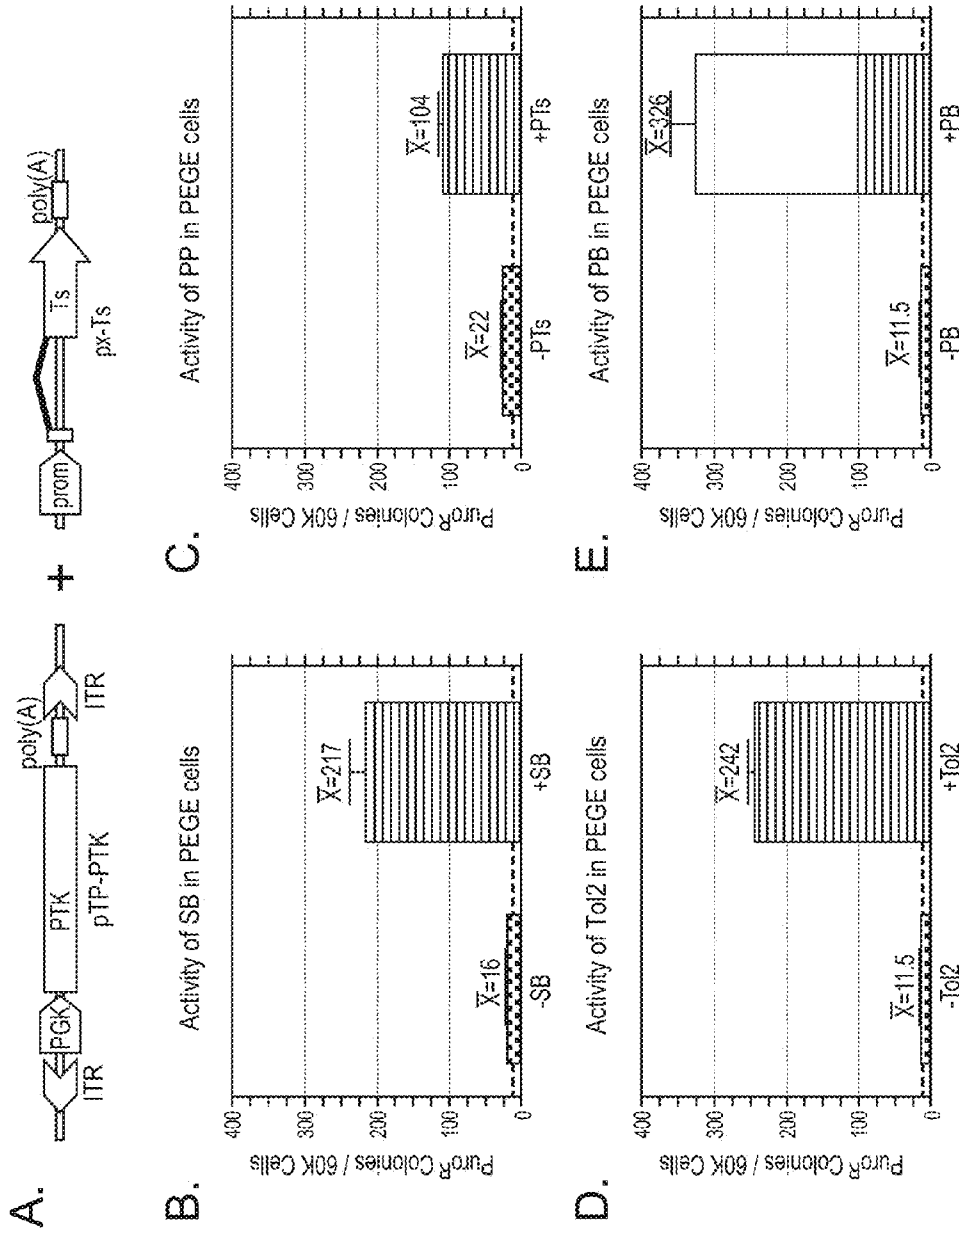 A.
ITR
PGK
PTK
poly(A)
ITR
pTP-PTK
+
prom
Ts
poly(A)
px-Ts
B.
Activity of SB in PEGE cells
Puro^R Colonies / 60K Cells
400
300
200
100
0
X̅=16
X̅=217
-SB
+SB
C.
Activity of PP in PEGE cells
Puro^R Colonies / 60K Cells
400
300
200
100
0
X̅=22
X̅=104
-PTs
+PTs
D.
Activity of Tol2 in PEGE cells
Puro^R Colonies / 60K Cells
400
300
200
100
0
X̅=11.5
X̅=242
-Tol2
+Tol2
E.
Activity of PB in PEGE cells
Puro^R Colonies / 60K Cells
400
300
200
100
0
X̅=11.5
X̅=326
-PB
+PB